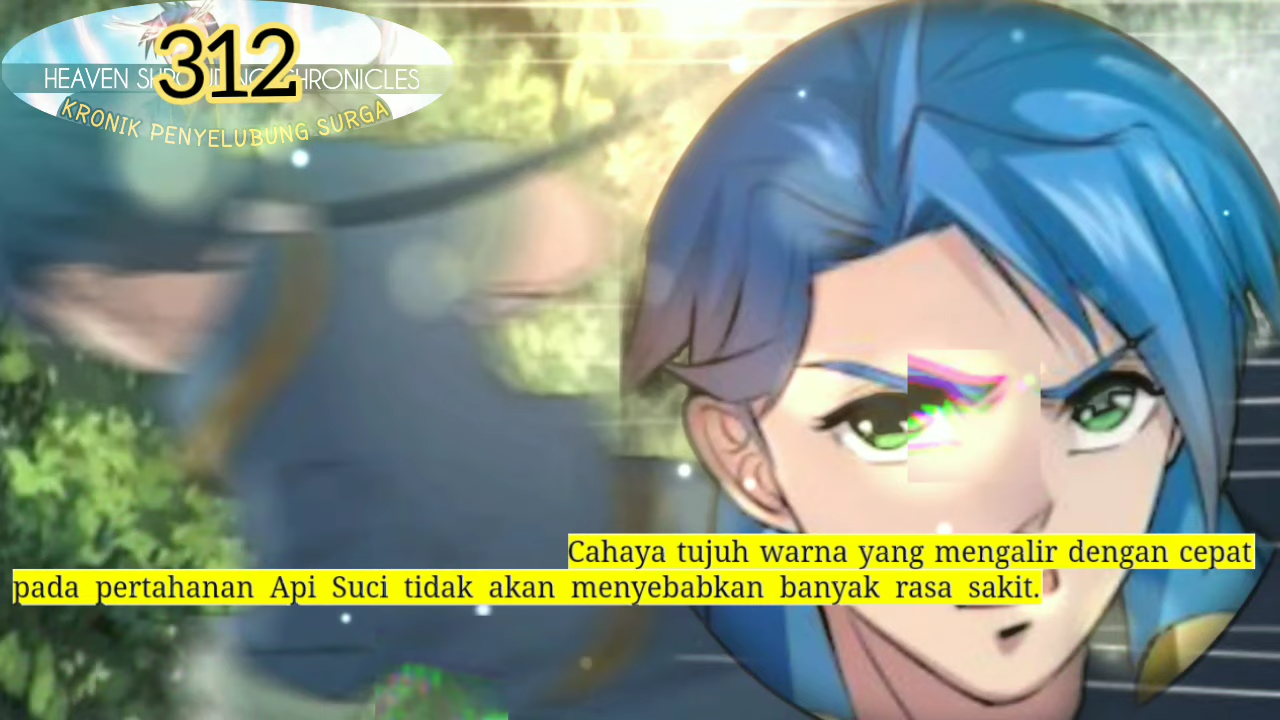 312
HEAVEN SHROUDING CHRONICLES
KRONIK PENYELUBUNG SURGA
Cahaya tujuh warna yang mengalir dengan cepat
pada pertahanan Api Suci tidak akan menyebabkan banyak rasa sakit.